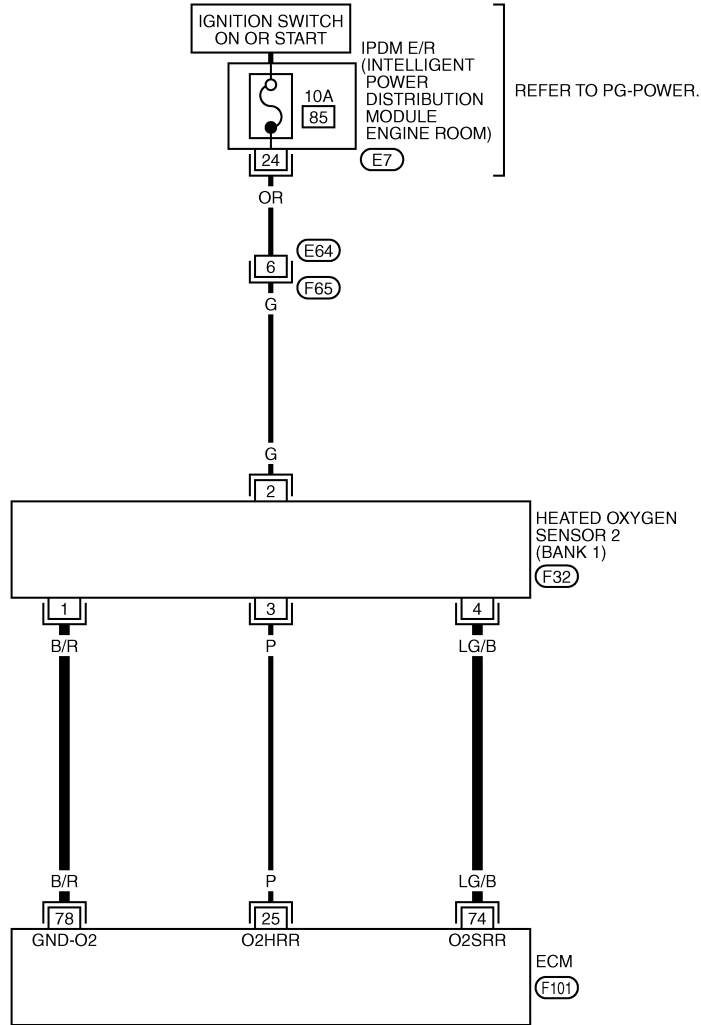 IGNITION SWITCH
ON OR START
IPDM E/R
(INTELLIGENT
POWER
DISTRIBUTION
MODULE
ENGINE ROOM)
10A
85
REFER TO PG-POWER.
24
E7
OR
E64
6
F65
G
G
2
HEATED OXYGEN
SENSOR 2
(BANK 1)
F32
1
3
4
B/R
P
LG/B
B/R
P
LG/B
78
25
74
GND-O2
O2HRR
O2SRR
ECM
F101